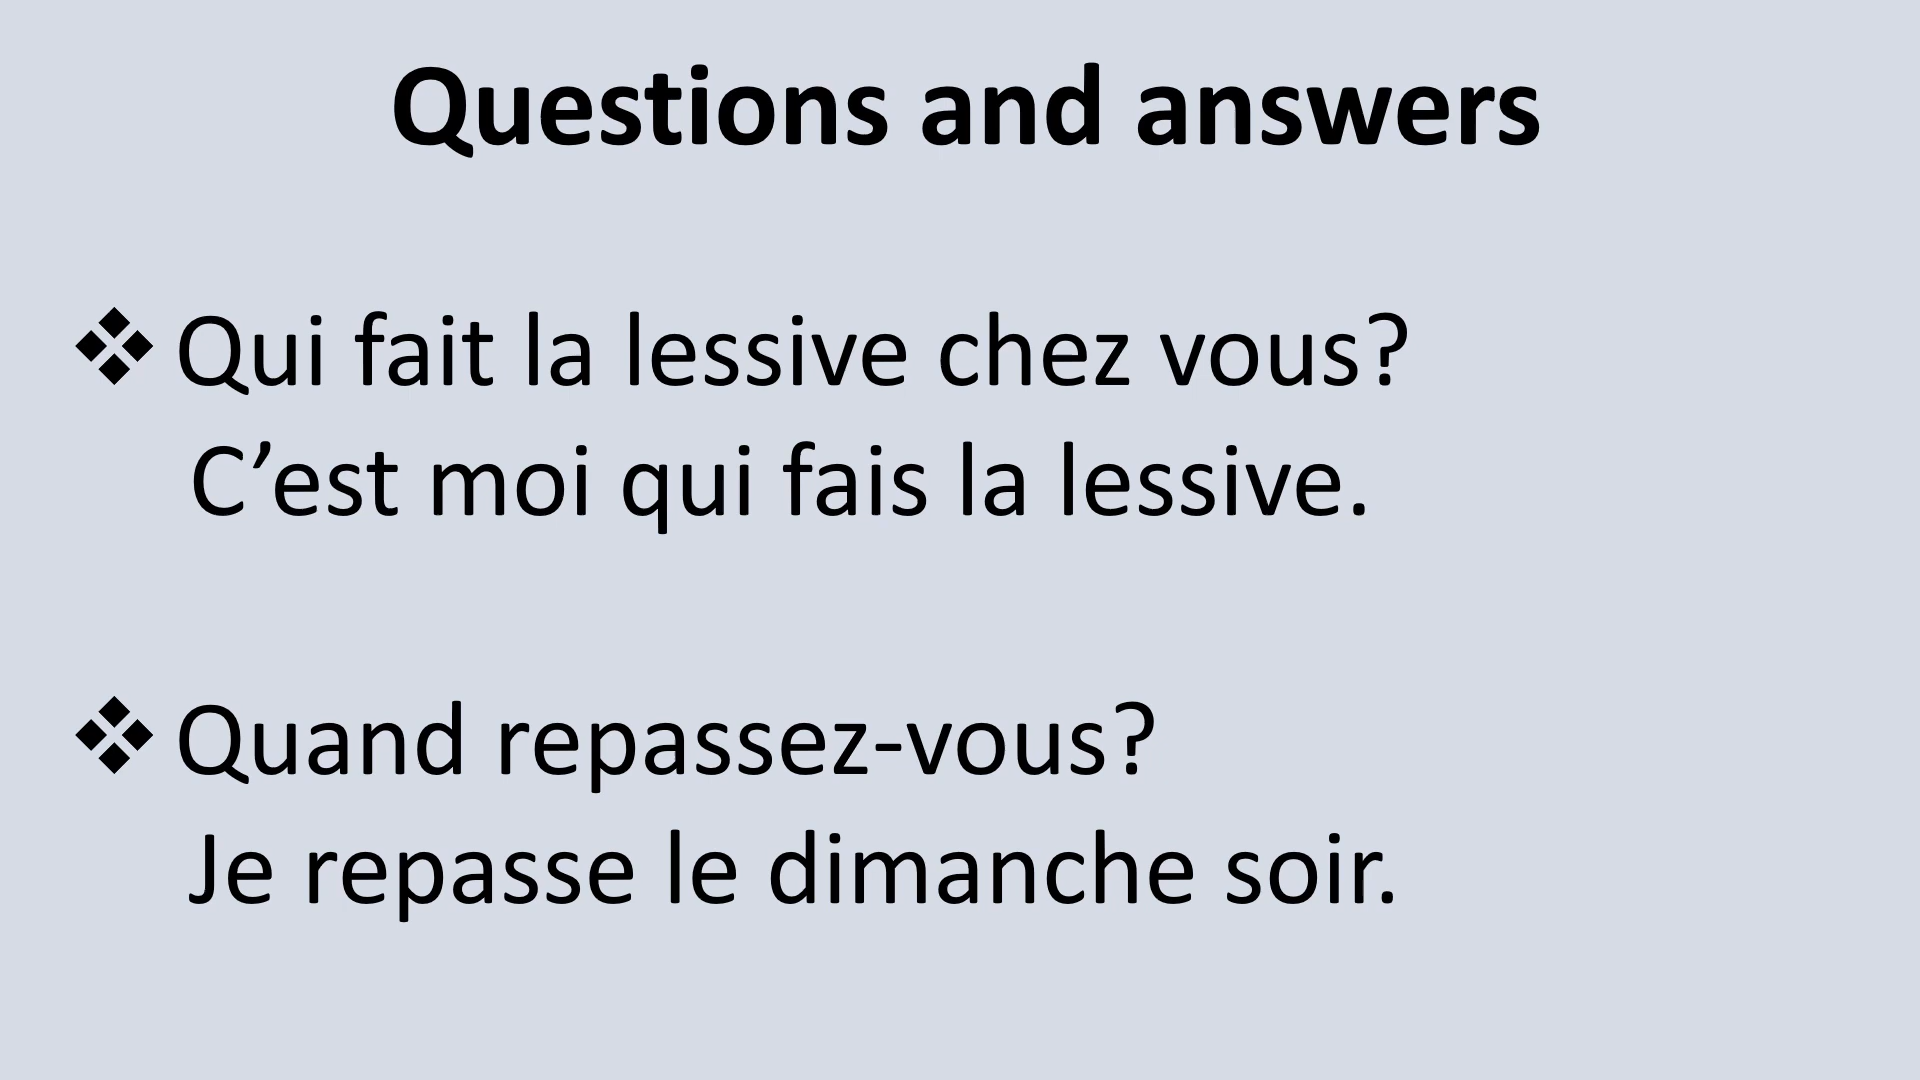 Questions and answers
❖ Qui fait la lessive chez vous?
C’est moi qui fais la lessive.
❖ Quand repassez-vous?
Je repasse le dimanche soir.